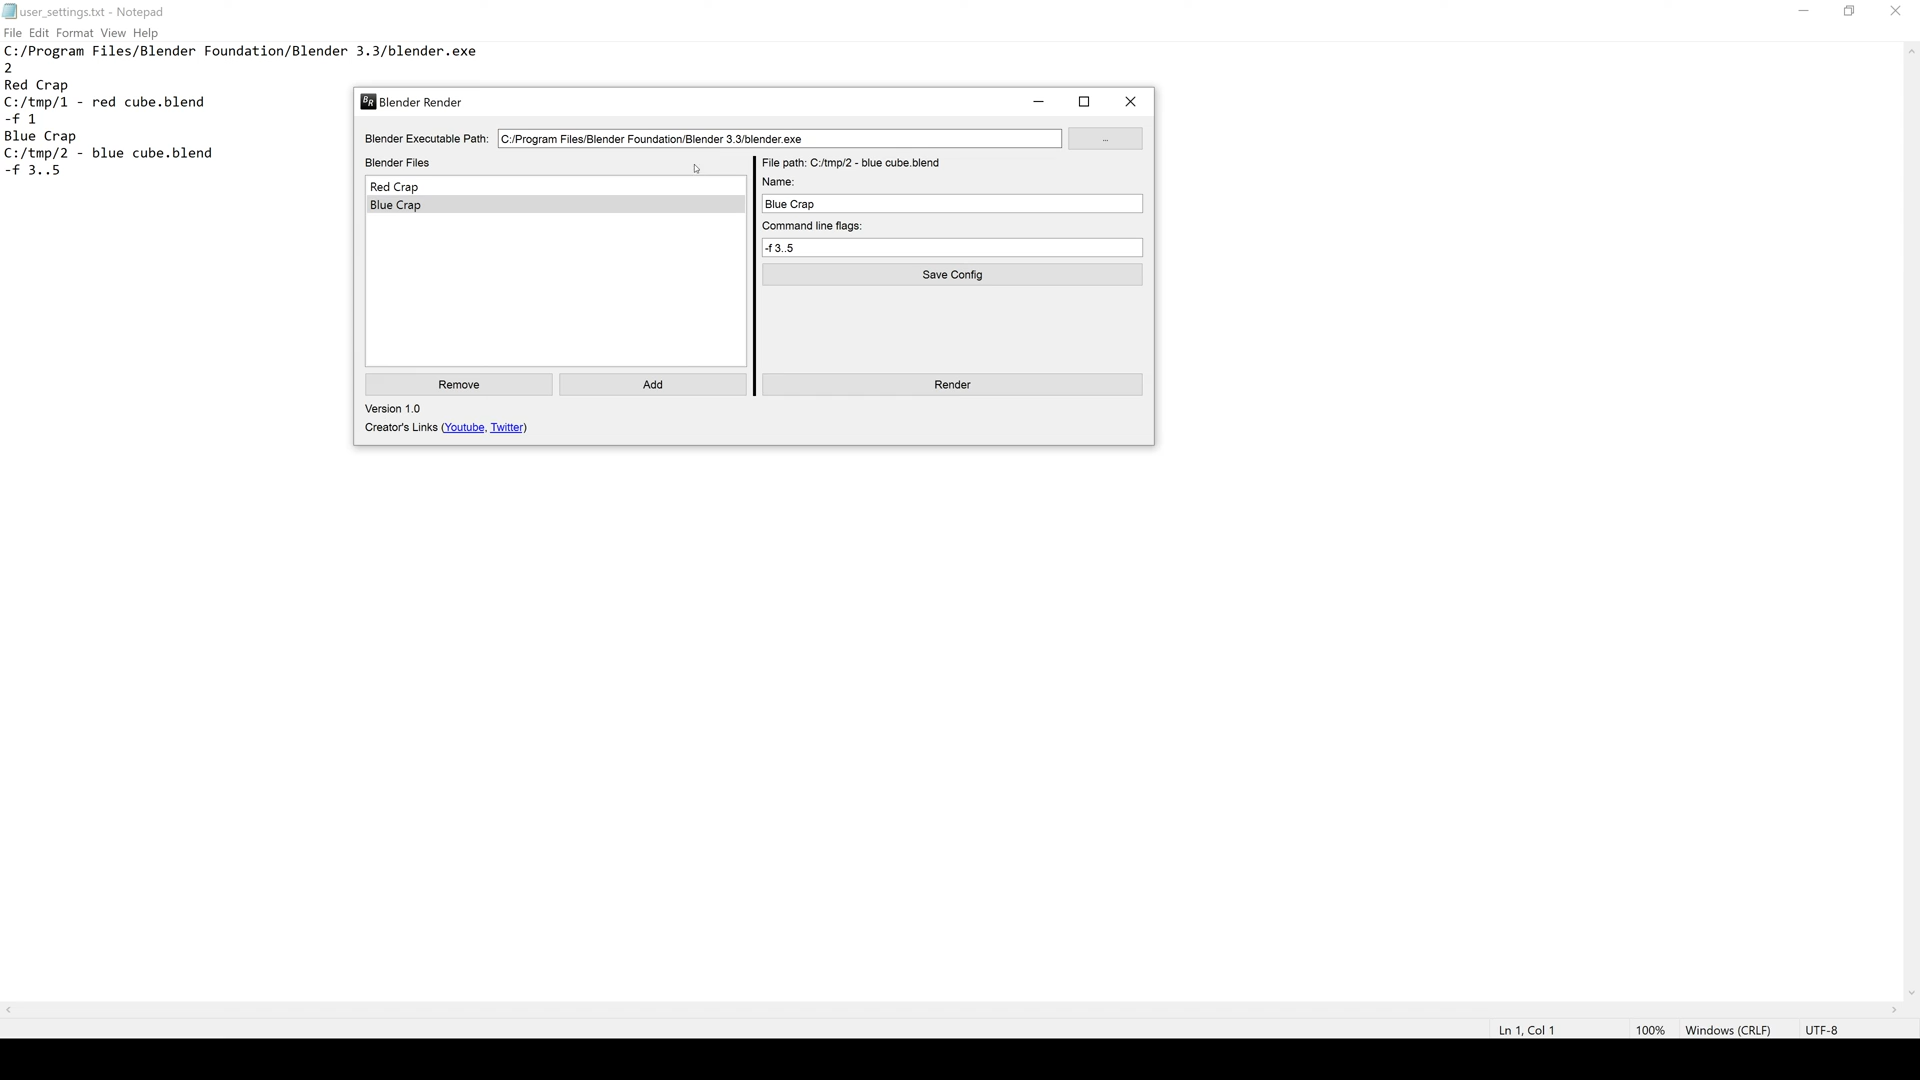 user_settings.txt - Notepad
File Edit Format View Help
C:/Program Files/Blender Foundation/Blender 3.3/blender.exe
2
Red Crap
C:/tmp/1 - red cube.blend
-f 1
Blue Crap
C:/tmp/2 - blue cube.blend
-f 3..5
BR Blender Render
Blender Executable Path: C:/Program Files/Blender Foundation/Blender 3.3/blender.exe ...
Blender Files
Red Crap
Blue Crap
Remove Add
File path: C:/tmp/2 - blue cube.blend
Name:
Blue Crap
Command line flags:
-f 3..5
Save Config
Render
Version 1.0
Creator's Links (Youtube, Twitter)
Ln 1, Col 1 100% Windows (CRLF) UTF-8